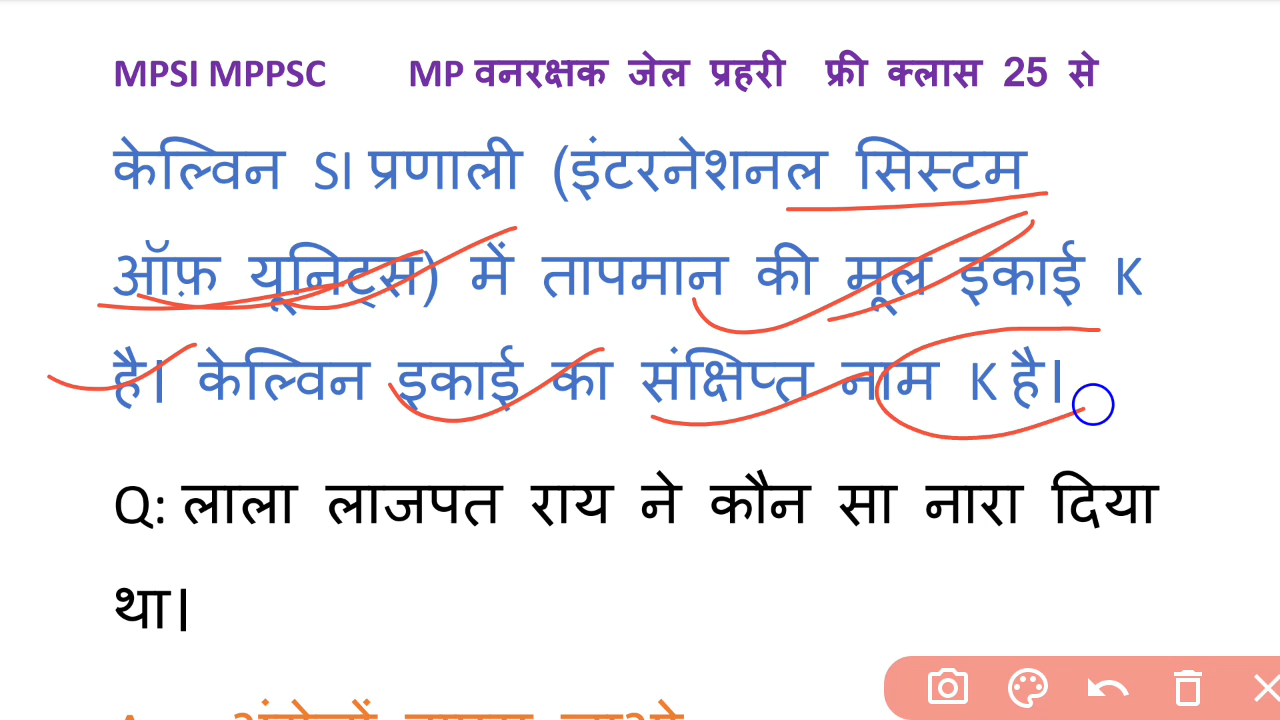 MPSI MPPSC MP वनरक्षक जेल प्रहरी फ्री क्लास 25 से
केल्विन SI प्रणाली (इंटरनेशनल सिस्टम
ऑफ़ यूनिट्स) में तापमान की मूल इकाई K
है। केल्विन इकाई का संक्षिप्त नाम K है।
Q: लाला लाजपत राय ने कौन सा नारा दिया
था।